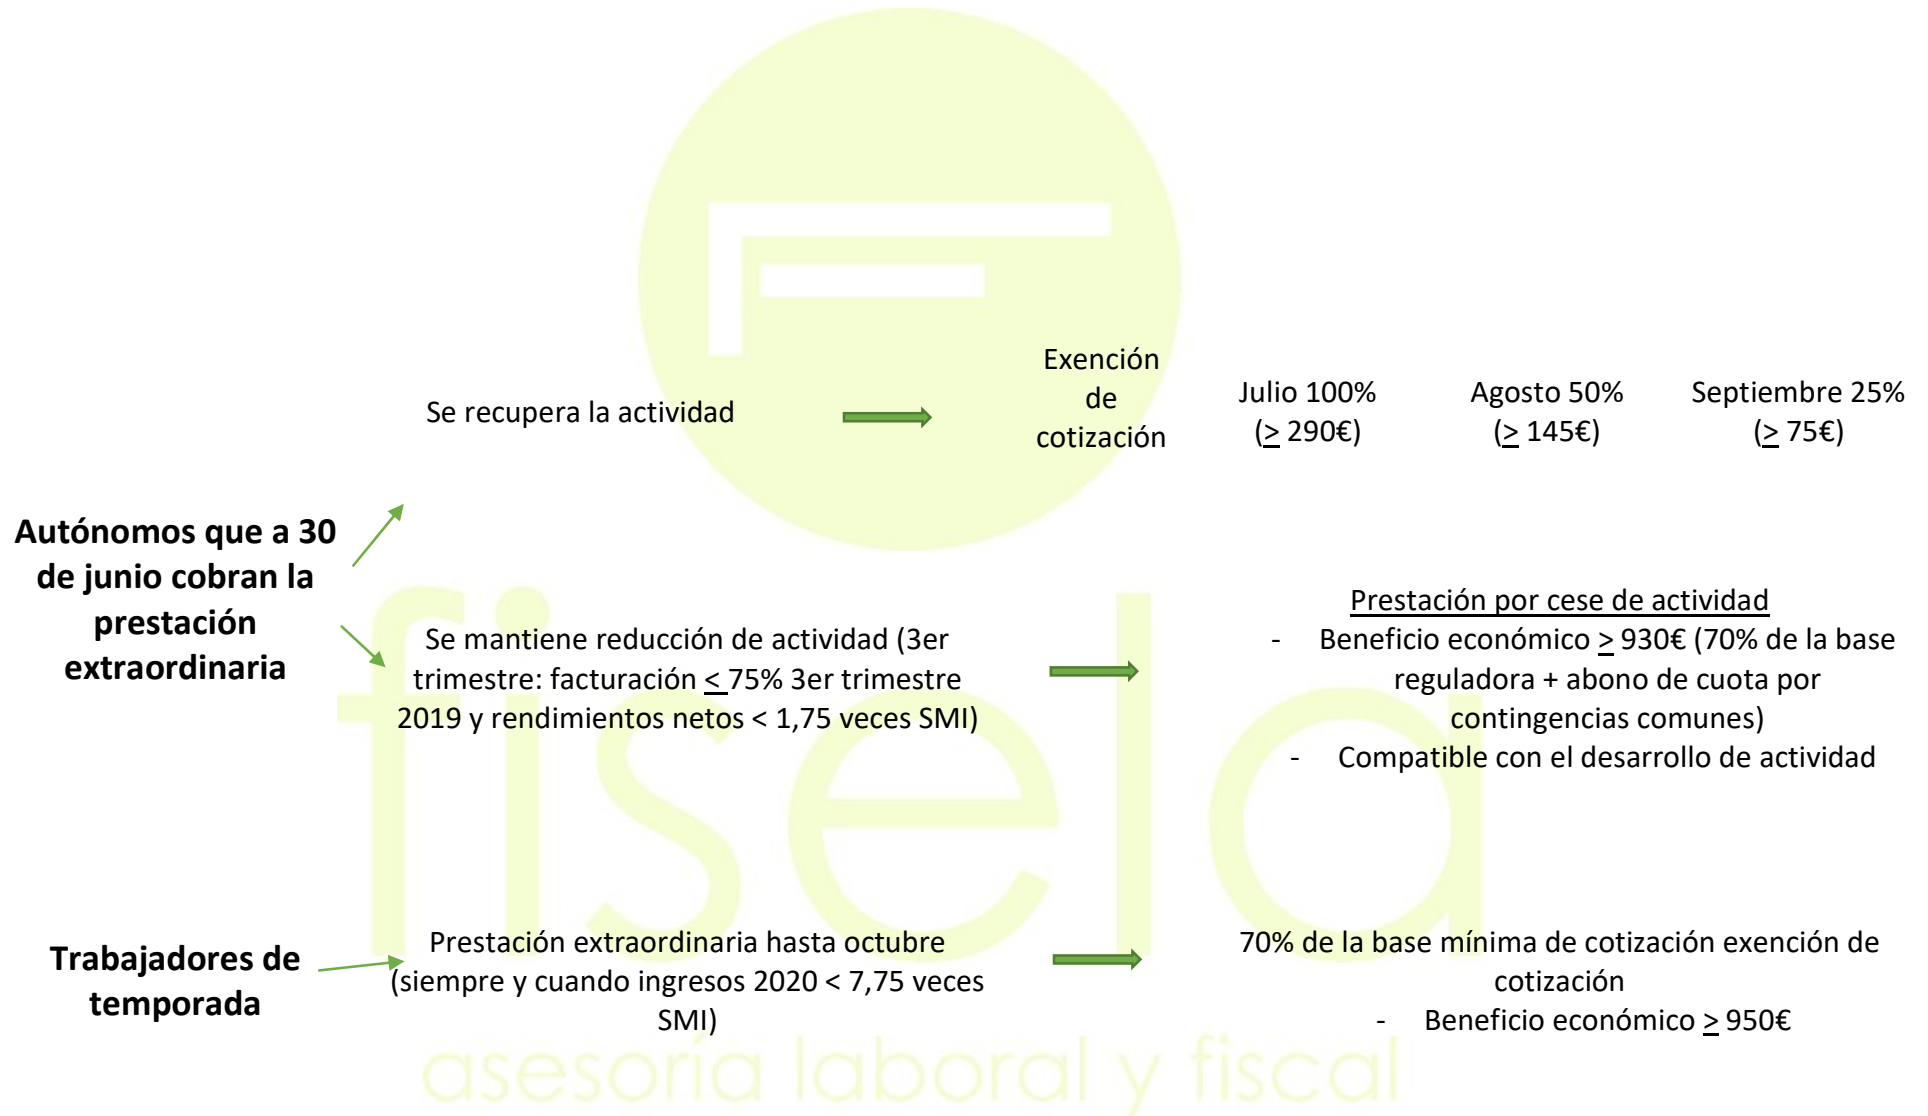 Se recupera la actividad
Exención
de
cotización
Julio 100%
(≥ 290€)
Agosto 50%
(≥ 145€)
Septiembre 25%
(≥ 75€)
Autónomos que a 30
de junio cobran la
prestación
extraordinaria
Se mantiene reducción de actividad (3er
trimestre: facturación ≤ 75% 3er trimestre
2019 y rendimientos netos < 1,75 veces SMI)
Prestación por cese de actividad
- Beneficio económico ≥ 930€ (70% de la base
reguladora + abono de cuota por
contingencias comunes)
- Compatible con el desarrollo de actividad
Trabajadores de
temporada
Prestación extraordinaria hasta octubre
(siempre y cuando ingresos 2020 < 7,75 veces
SMI)
70% de la base mínima de cotización exención de
cotización
- Beneficio económico ≥ 950€
fisela
asesoría laboral y fiscal